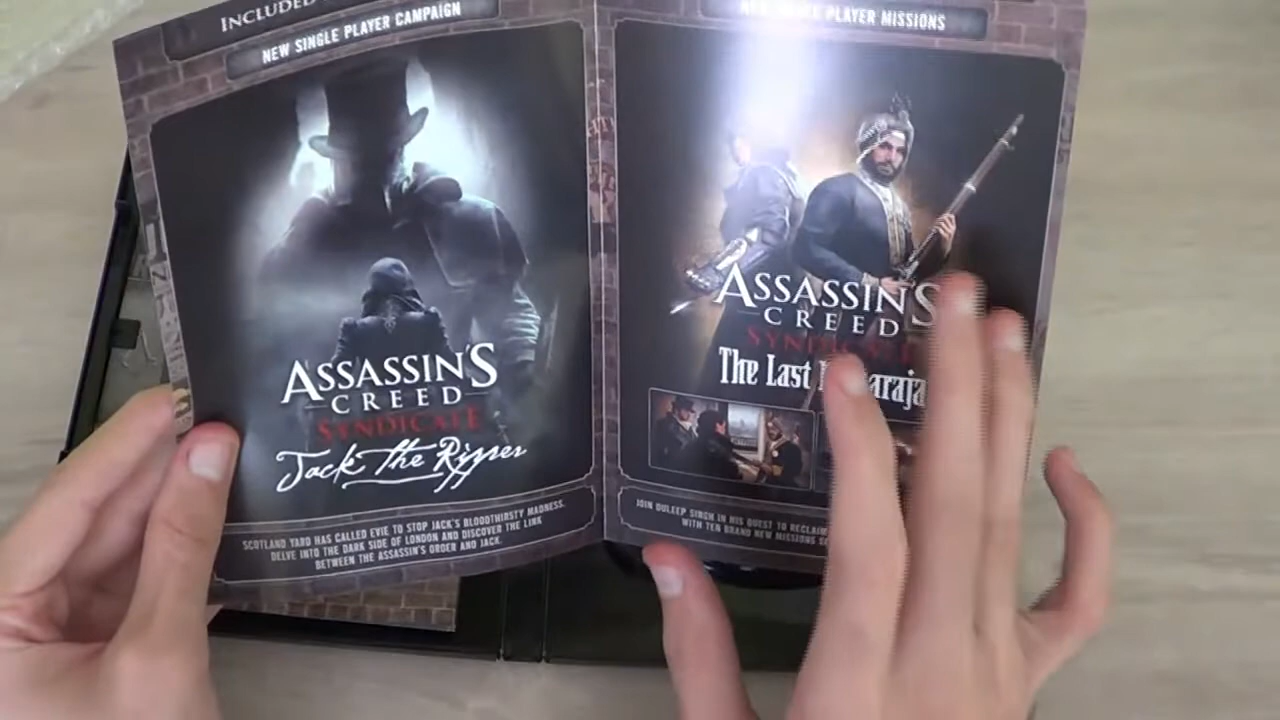 INCLUDED
NEW SINGLE PLAYER CAMPAIGN
ASSASSIN'S
CREED
SYNDICATE
Jack the Ripper
SCOTLAND YARD HAS CALLED EVIE TO STOP JACK'S BLOODTHIRSTY MADNESS.
DELVE INTO THE DARK SIDE OF LONDON AND DISCOVER THE LINK
BETWEEN THE ASSASSIN'S ORDER AND JACK.
PLAYER MISSIONS
ASSASSIN'S
CREED
SYNDICATE
The Last araja
JOIN DULEEP SINGH IN HIS QUEST TO RECLAIM
WITH TEN BRAND NEW MISSIONS